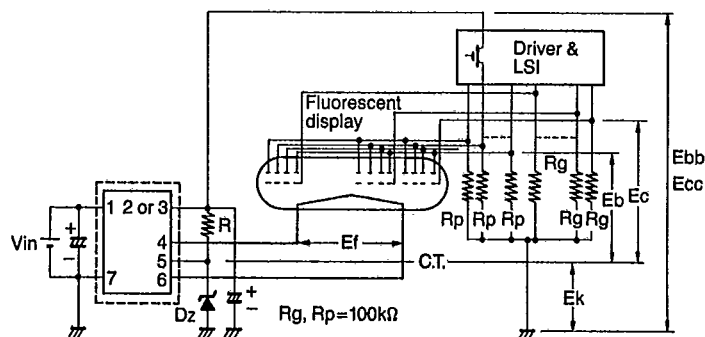 Driver &
LSI
Fluorescent
display
Rg
Ebb
Ecc
Eb
Ec
Rp
Rp
Rp
Rg
Rg
1
2 or 3
R
Vin
+
-
4
Ef
5
C.T.
7
6
Ek
Dz
+
-
Rg, Rp=100kΩ